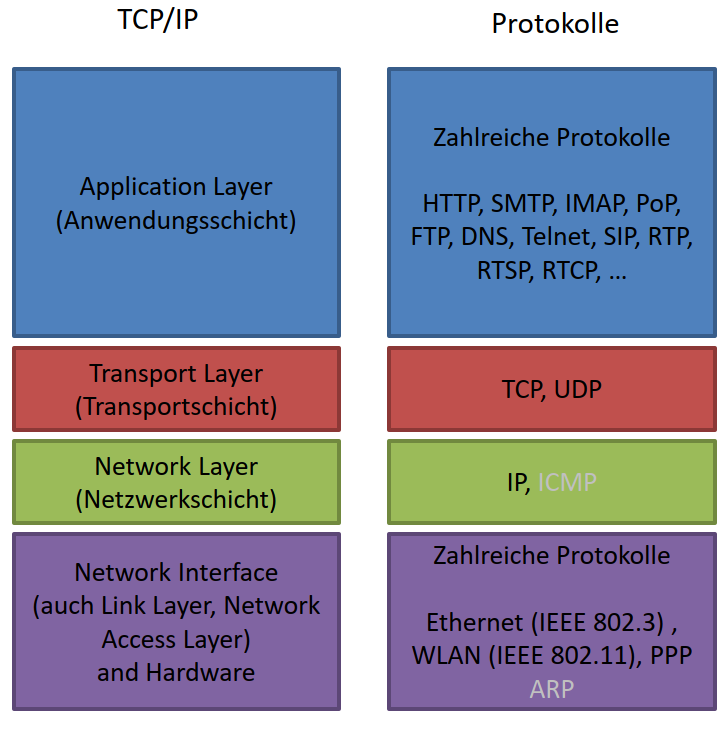 TCP/IP
Protokolle
Application Layer
(Anwendungsschicht)
Zahlreiche Protokolle
HTTP, SMTP, IMAP, PoP,
FTP, DNS, Telnet, SIP, RTP,
RTSP, RTCP, ...
Transport Layer
(Transportschicht)
TCP, UDP
Network Layer
(Netzwerkschicht)
IP, ICMP
Network Interface
(auch Link Layer, Network
Access Layer)
and Hardware
Zahlreiche Protokolle
Ethernet (IEEE 802.3) ,
WLAN (IEEE 802.11), PPP
ARP